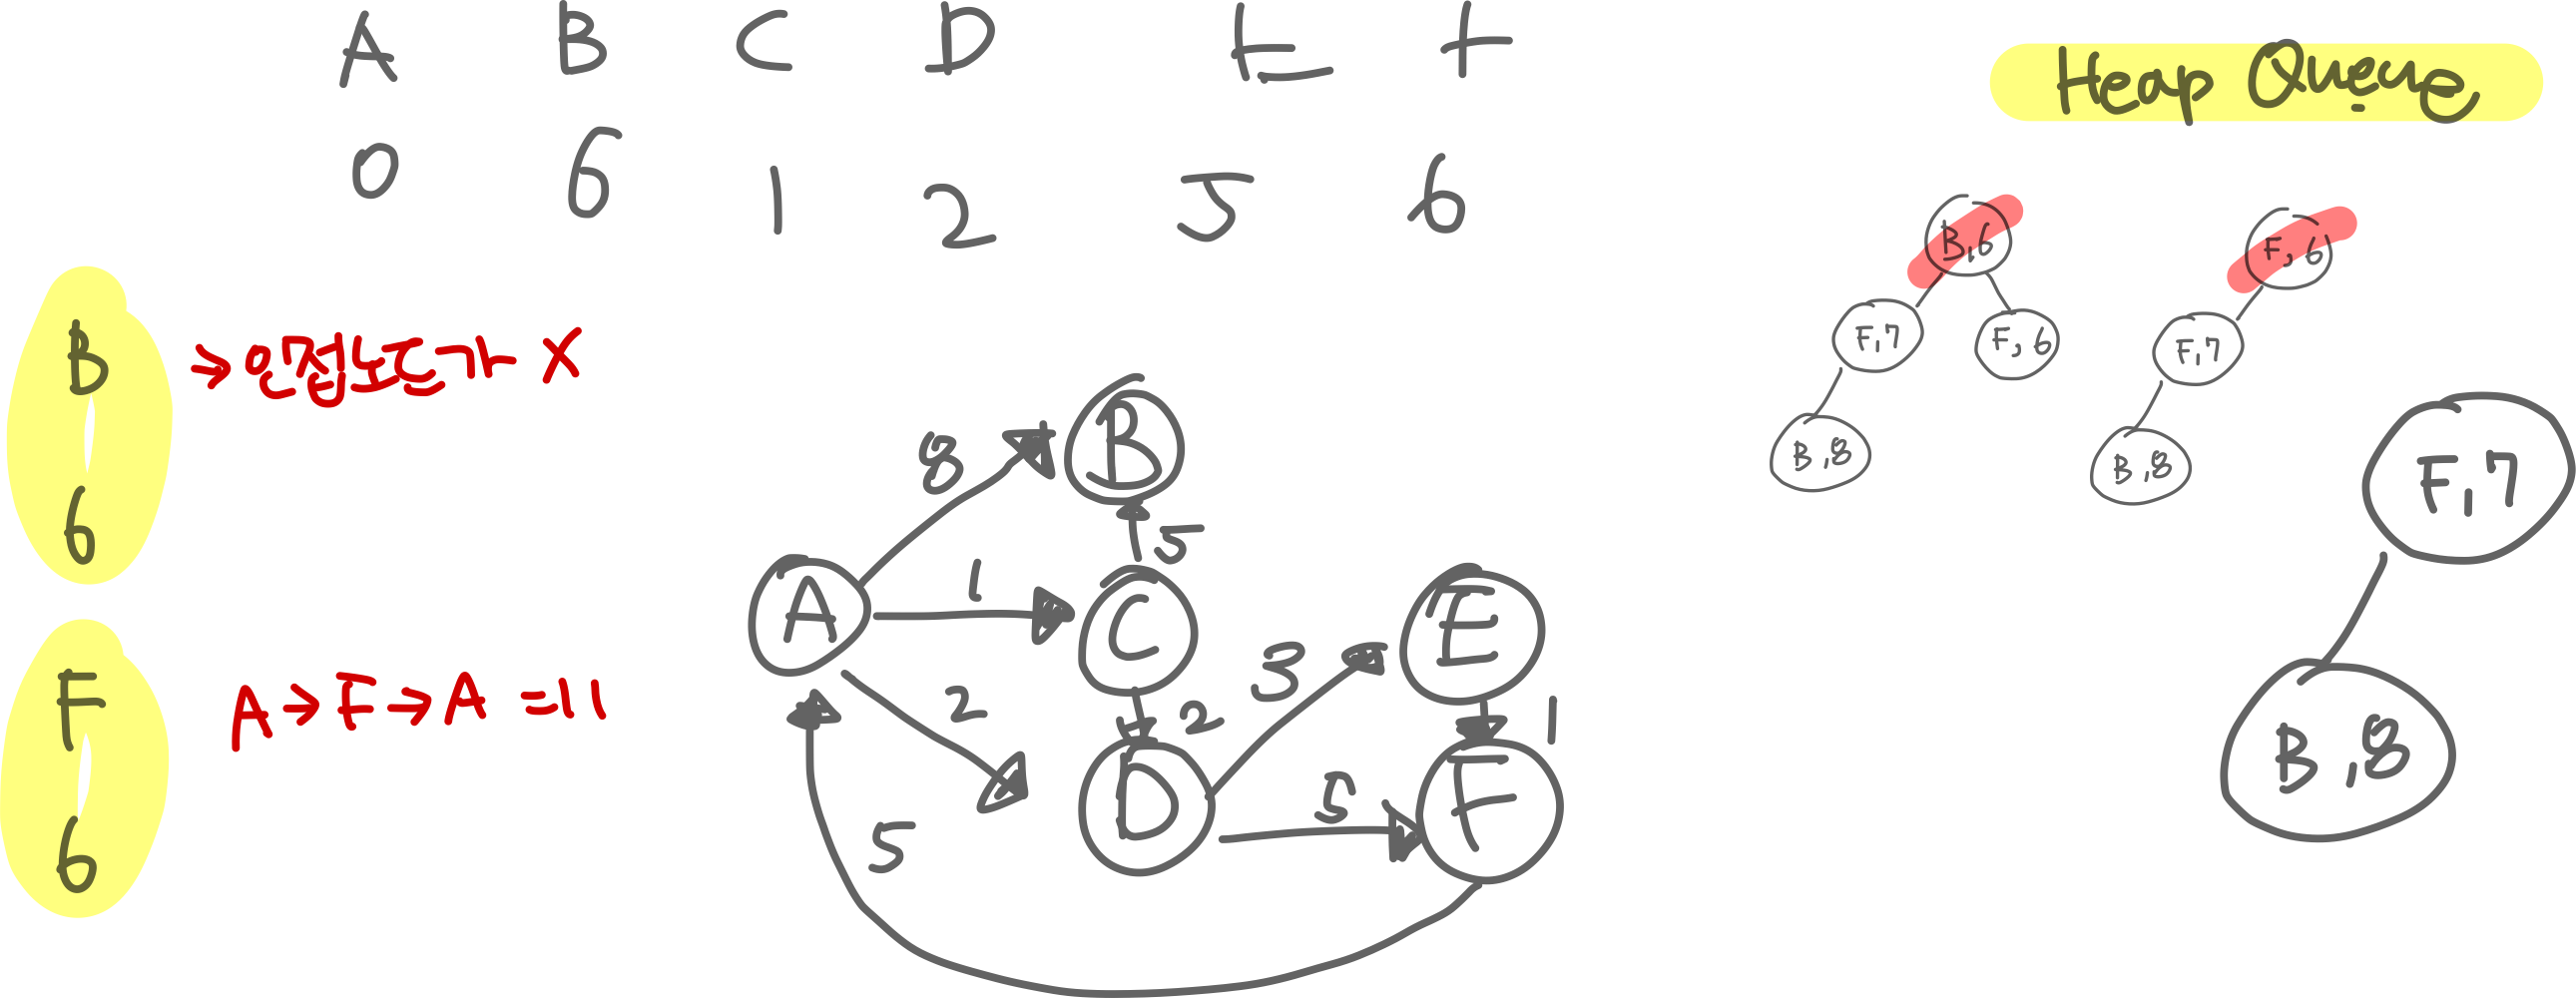 A B C D E F
0 6 1 2 5 6
Heap Queue
B,6
F,7
F,6
B,8
F,6
F,7
B,8
F,7
B,8
B
6
→ 인접노드가 X
F
6
A→F→A =11
B
8
5
A
1
C
E
2
3
2
1
D
5
F
5